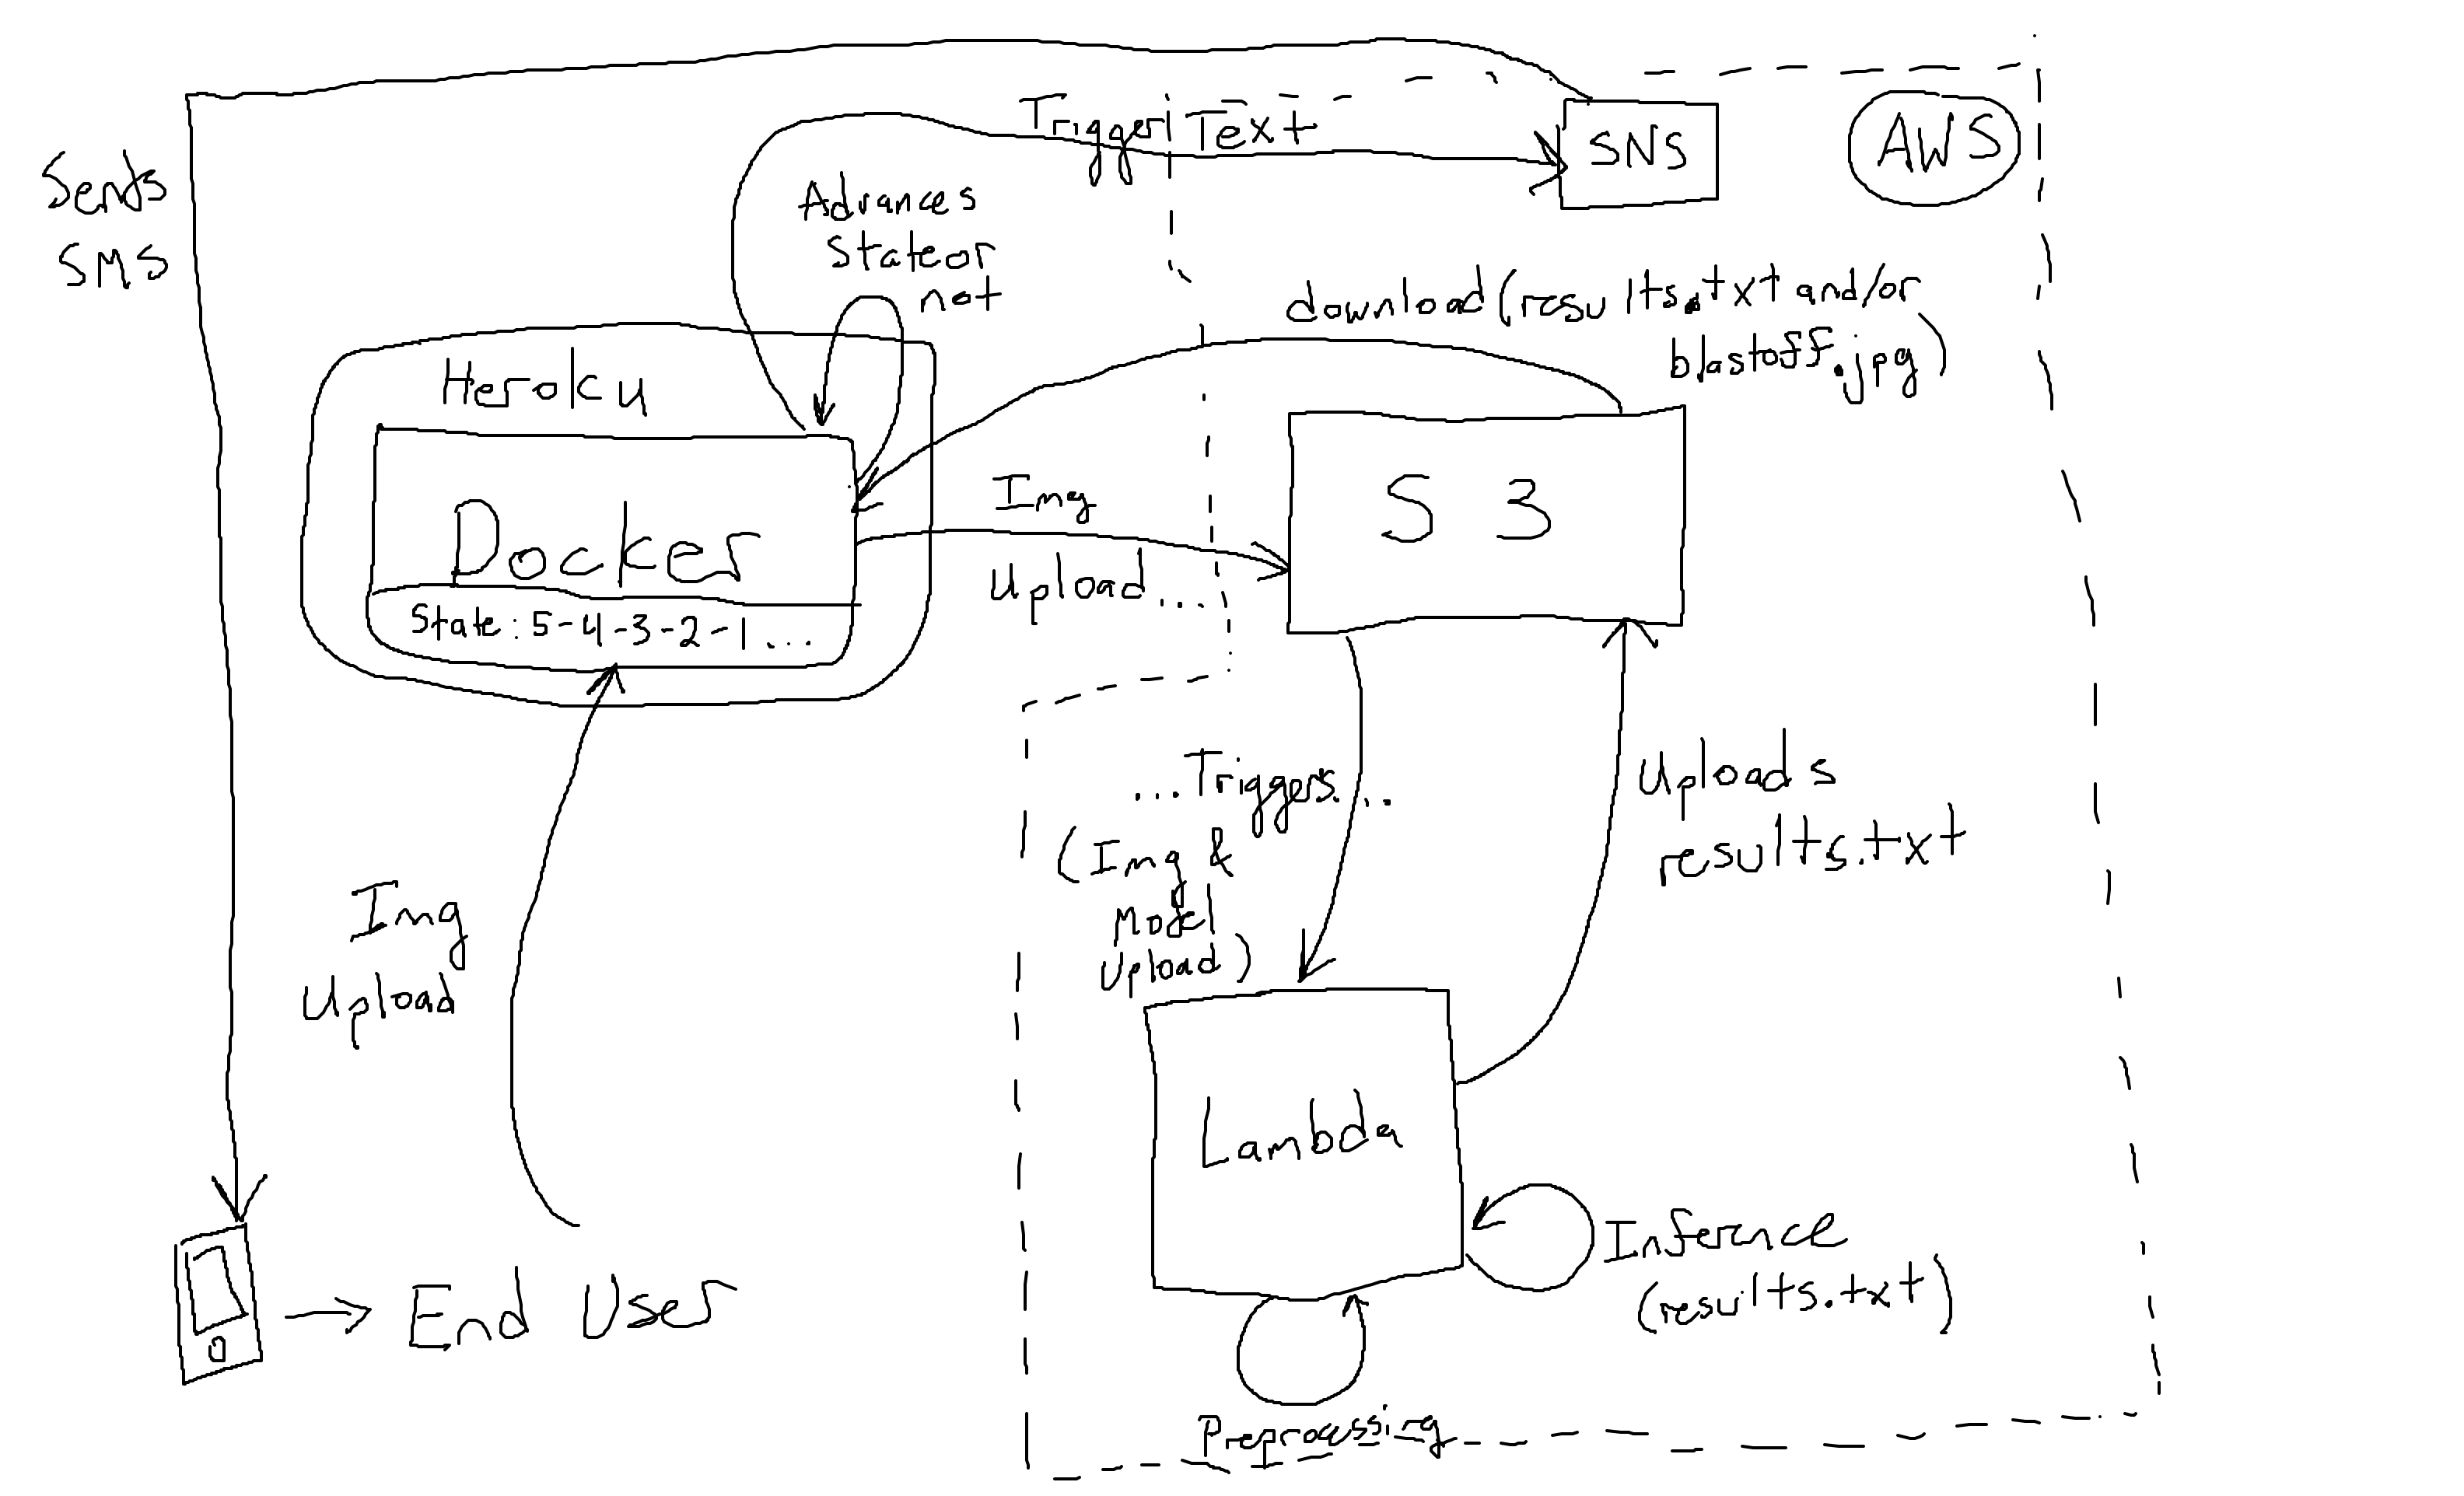 Trigger Text
SNS
AWS
Sends
SMS
Advances
State or
not
download(results.txt and/or
blastoff.jpg)
Heroku
Docker
State: 5-4-3-2-1...
Img
Upload...
S3
...Triggers...
(Img &
Model
Upload)
Uploads
results.txt
Img
Upload
Lambda
Inference
(results.txt)
End User
Preprocessing